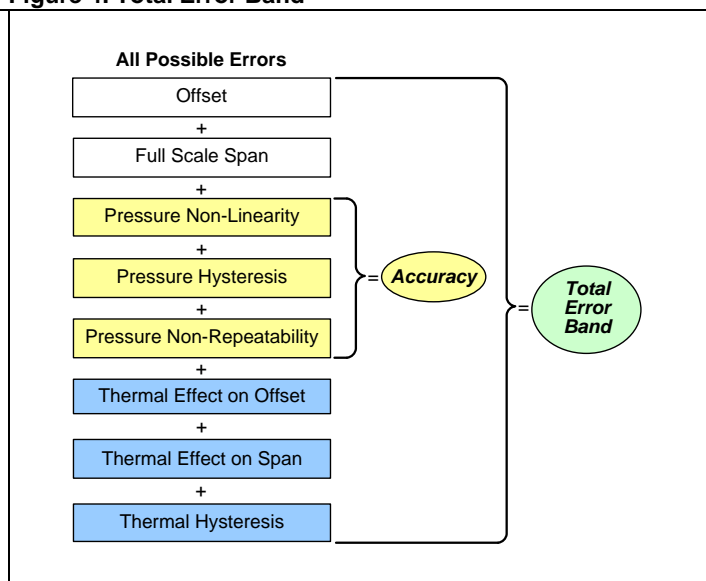 Figure 4. Total Error Band
All Possible Errors
Offset
+
Full Scale Span
+
Pressure Non-Linearity
+
Pressure Hysteresis
+
Pressure Non-Repeatability
+
Thermal Effect on Offset
+
Thermal Effect on Span
+
Thermal Hysteresis
= Accuracy
= Total
Error
Band